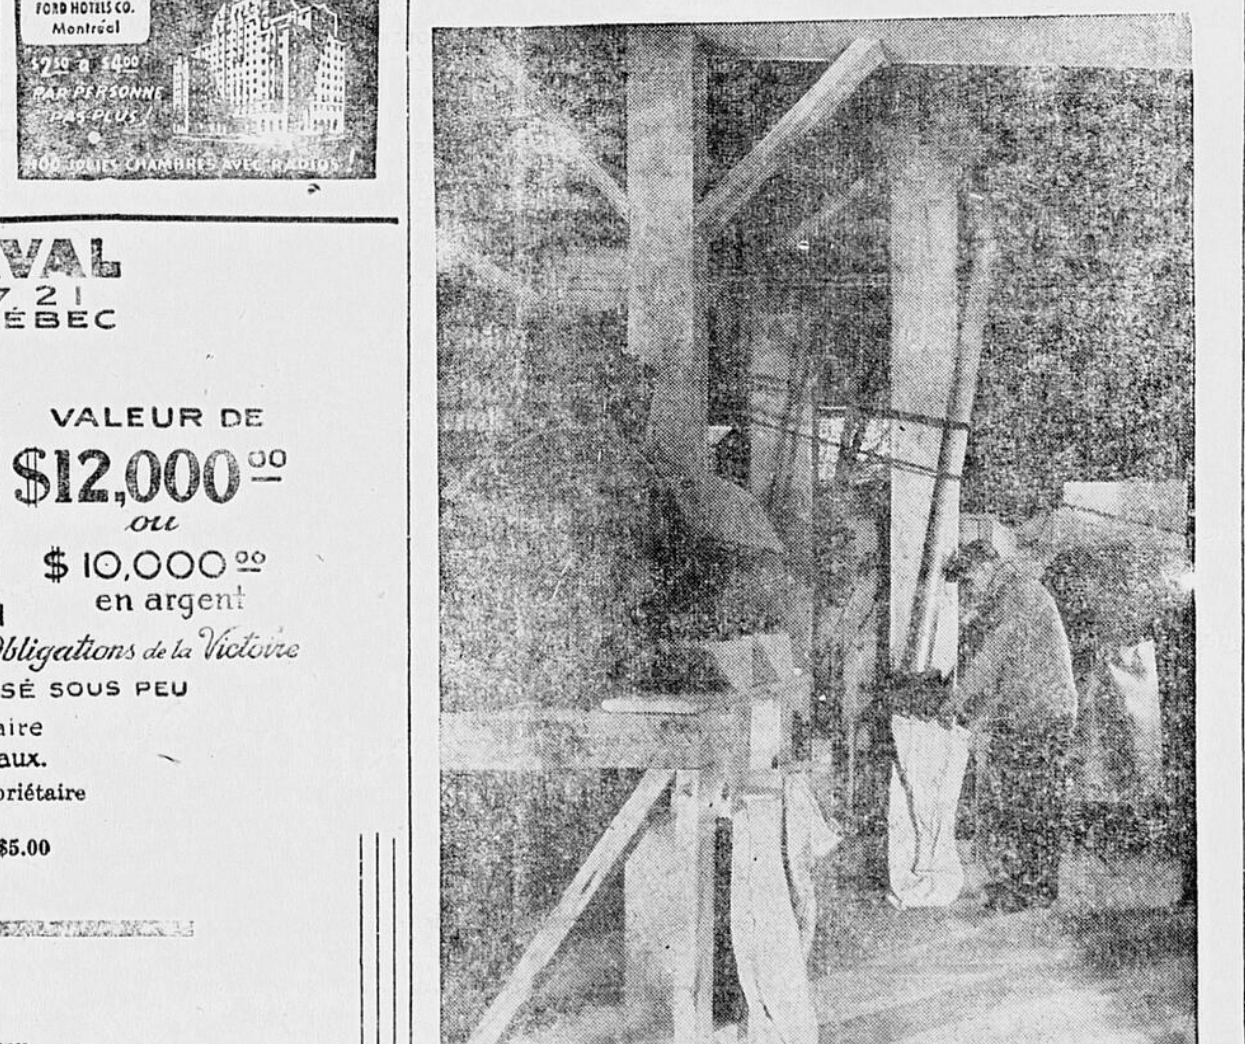 FORD HOTELS CO.
Montréal
$2.50 à $4.00
PAR PERSONNE
PAS PLUS!
JOLIES CHAMBRES AVEC RADIOS!
VAL
7 2 1
ÉBEC
VALEUR DE
$12,000.00
ou
$10,000.00
en argent
Obligations de la Victoire
SÉ SOUS PEU
aire
aux.
priétaire
$5.00